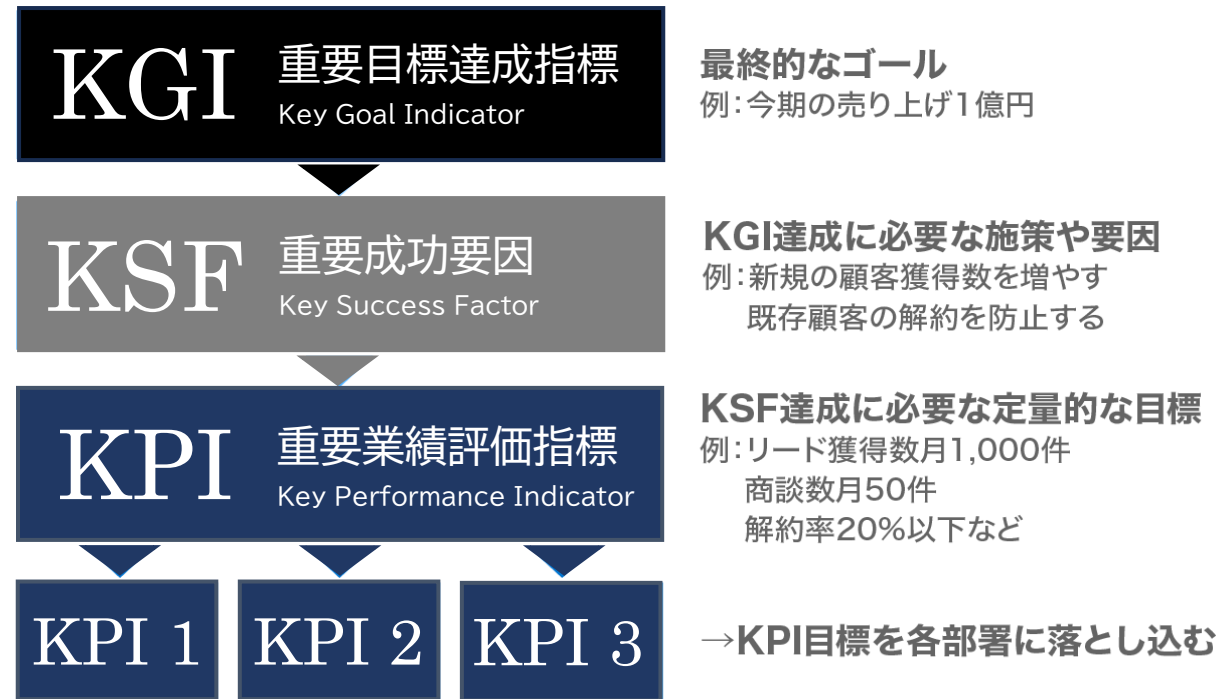 KGI
重要目標達成指標
Key Goal Indicator
最終的なゴール
例：今期の売り上げ1億円
KSF
重要成功要因
Key Success Factor
KGI達成に必要な施策や要因
例：新規の顧客獲得数を増やす
既存顧客の解約を防止する
KPI
重要業績評価指標
Key Performance Indicator
KSF達成に必要な定量的な目標
例：リード獲得数月1,000件
商談数月50件
解約率20%以下など
KPI 1
KPI 2
KPI 3
→KPI目標を各部署に落とし込む